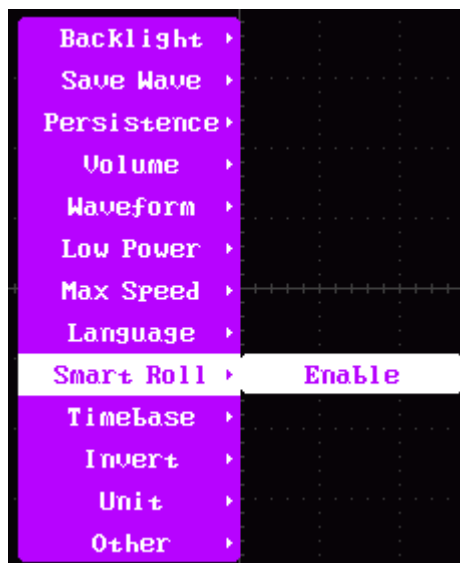 Backlight
Save Wave
Persistence
Volume
Waveform
Low Power
Max Speed
Language
Smart Roll Enable
Timebase
Invert
Unit
Other